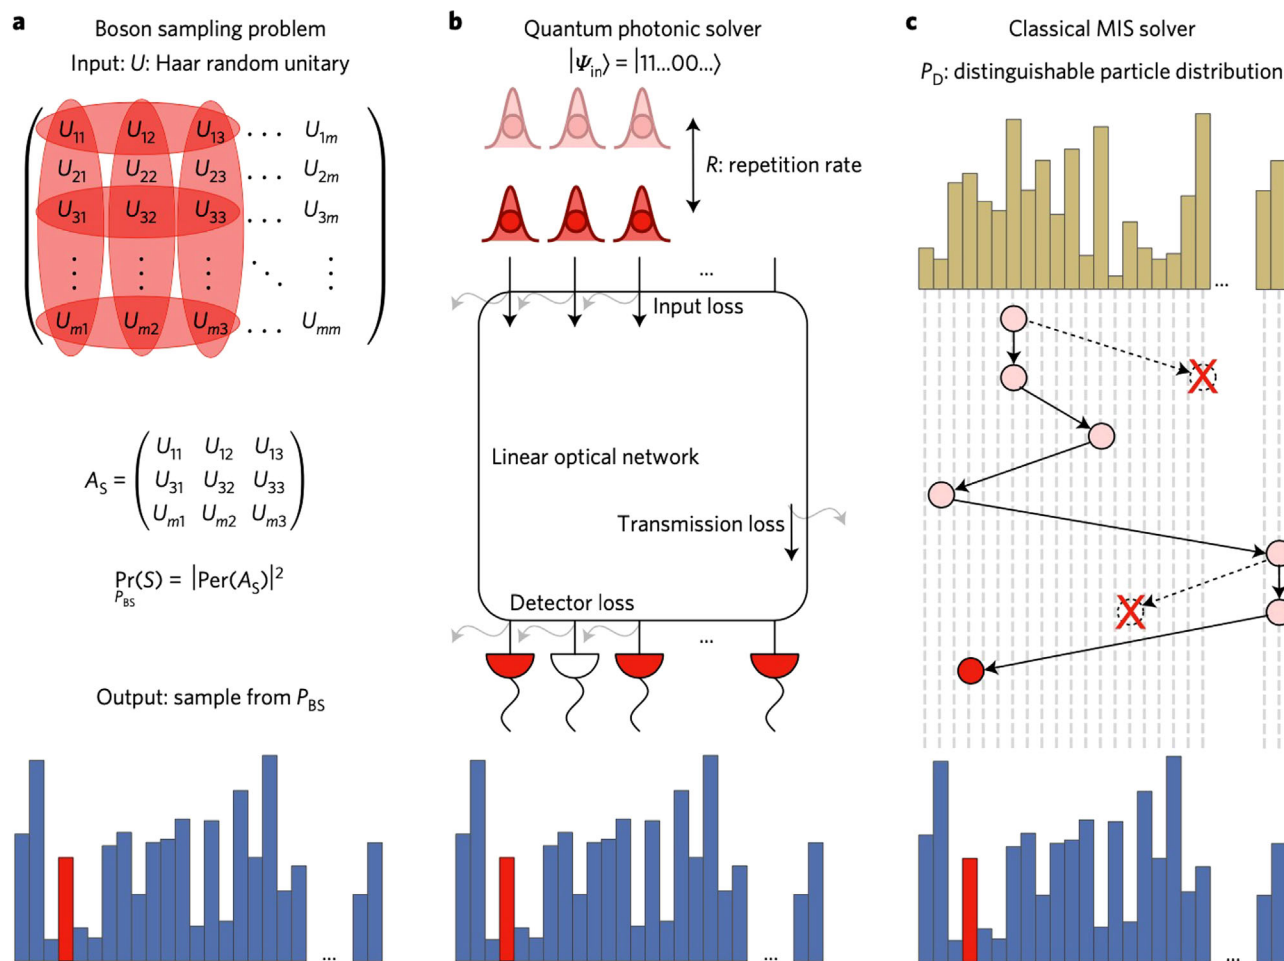 a
Boson sampling problem
Input: U: Haar random unitary
U11 U12 U13 ... U1m
U21 U22 U23 ... U2m
U31 U32 U33 ... U3m
⋮ ⋮ ⋮ ⋱ ⋮
Um1 Um2 Um3 ... Umm
AS = ( U11 U12 U13
U31 U32 U33
Um1 Um2 Um3 )
Pr(S) = |Per(AS)|²
PBS
Output: sample from PBS
...
b
Quantum photonic solver
|Ψin⟩ = |11...00...⟩
R: repetition rate
...
Input loss
Linear optical network
Transmission loss
Detector loss
...
...
c
Classical MIS solver
PD: distinguishable particle distribution
...
...